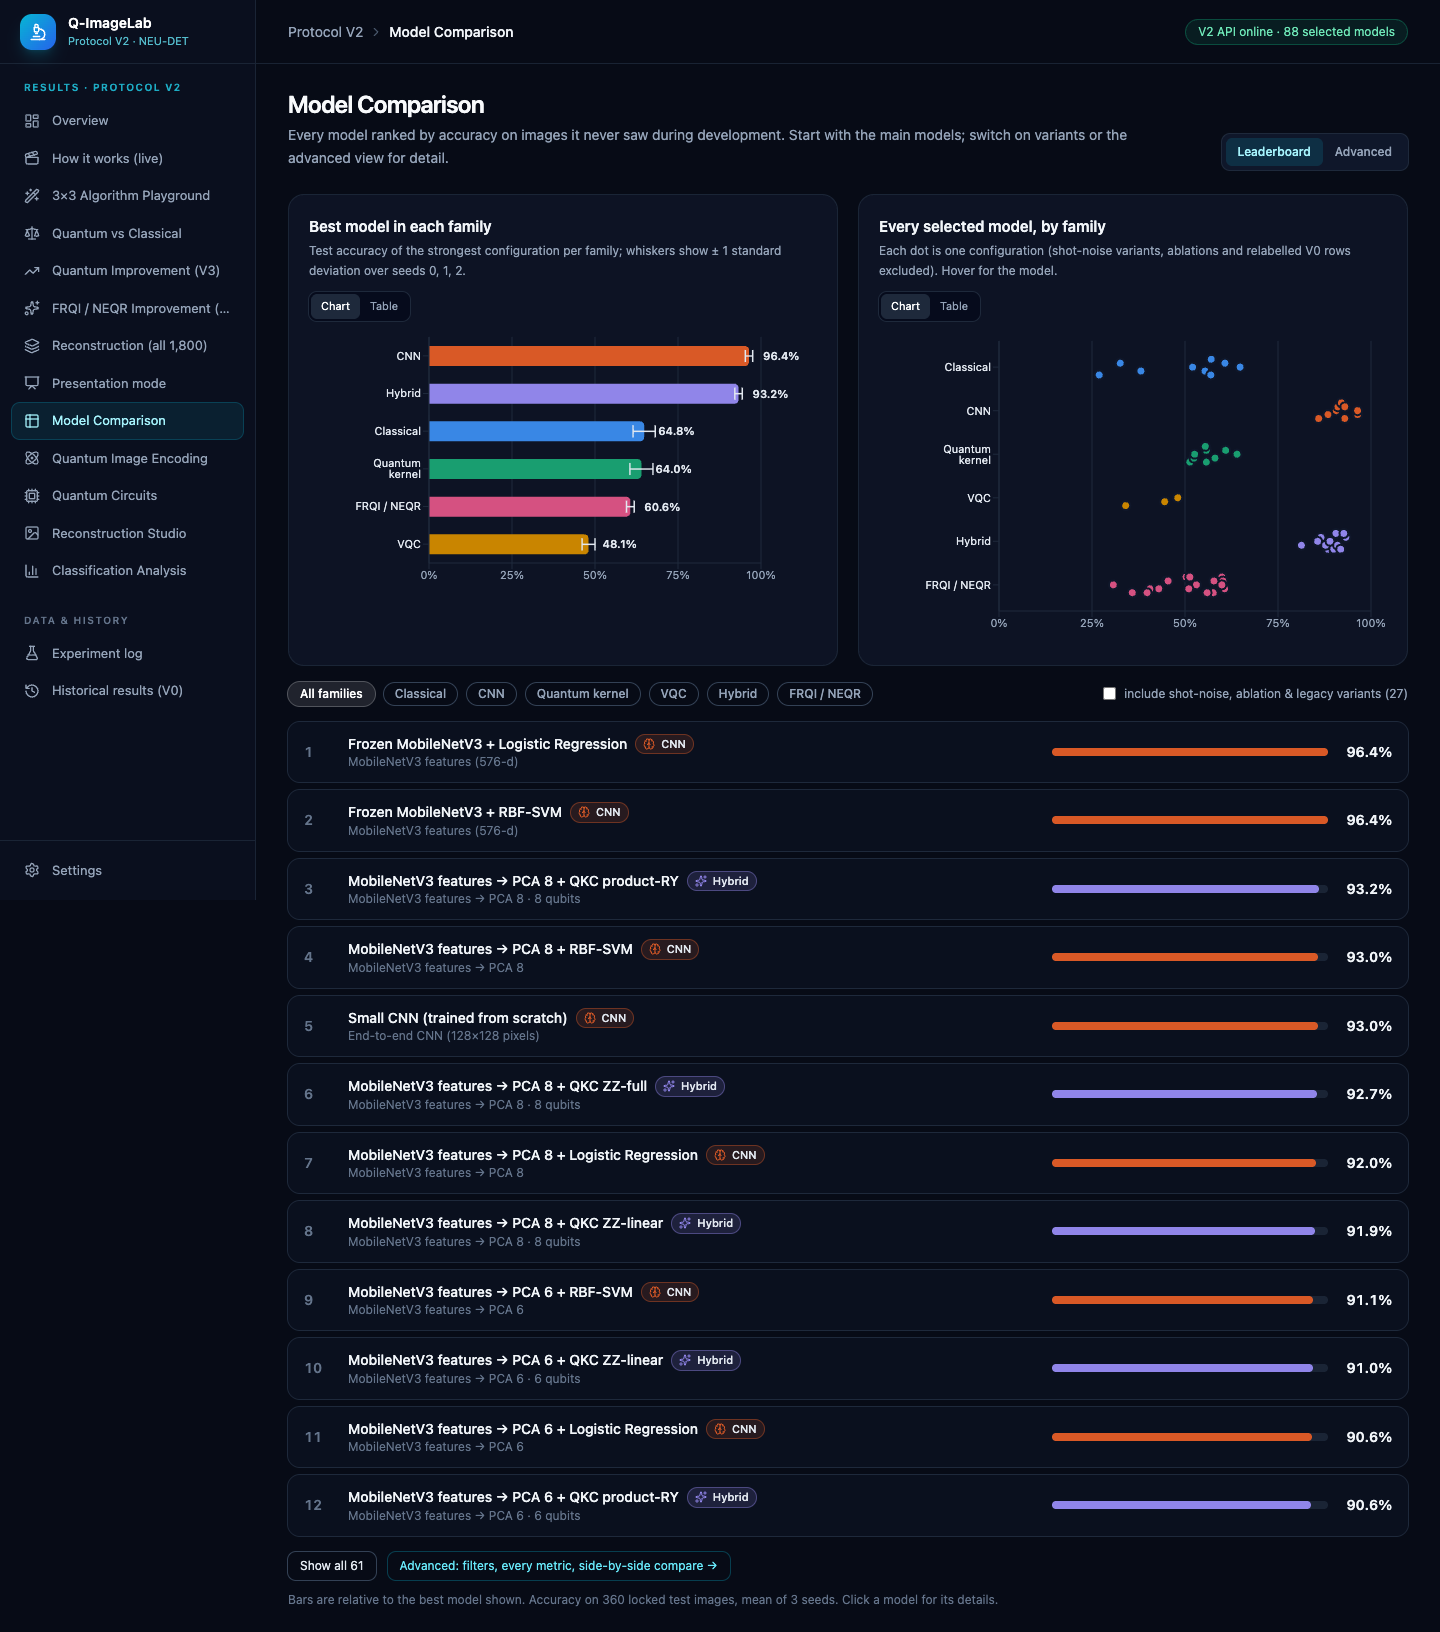 Q-ImageLab
Protocol V2 · NEU-DET
RESULTS · PROTOCOL V2
Overview
How it works (live)
3×3 Algorithm Playground
Quantum vs Classical
Quantum Improvement (V3)
FRQI / NEQR Improvement (...
Reconstruction (all 1,800)
Presentation mode
Model Comparison
Quantum Image Encoding
Quantum Circuits
Reconstruction Studio
Classification Analysis
DATA & HISTORY
Experiment log
Historical results (V0)
Settings
Protocol V2 > Model Comparison
V2 API online · 88 selected models
Model Comparison
Every model ranked by accuracy on images it never saw during development. Start with the main models; switch on variants or the
advanced view for detail.
Leaderboard Advanced
Best model in each family
Test accuracy of the strongest configuration per family; whiskers show ± 1 standard
deviation over seeds 0, 1, 2.
Chart Table
CNN 96.4%
Hybrid 93.2%
Classical 64.8%
Quantum
kernel 64.0%
FRQI / NEQR 60.6%
VQC 48.1%
0% 25% 50% 75% 100%
Every selected model, by family
Each dot is one configuration (shot-noise variants, ablations and relabelled V0 rows
excluded). Hover for the model.
Chart Table
Classical
CNN
Quantum
kernel
VQC
Hybrid
FRQI / NEQR
0% 25% 50% 75% 100%
All families Classical CNN Quantum kernel VQC Hybrid FRQI / NEQR
include shot-noise, ablation & legacy variants (27)
1 Frozen MobileNetV3 + Logistic Regression CNN 96.4%
MobileNetV3 features (576-d)
2 Frozen MobileNetV3 + RBF-SVM CNN 96.4%
MobileNetV3 features (576-d)
3 MobileNetV3 features → PCA 8 + QKC product-RY Hybrid 93.2%
MobileNetV3 features → PCA 8 · 8 qubits
4 MobileNetV3 features → PCA 8 + RBF-SVM CNN 93.0%
MobileNetV3 features → PCA 8
5 Small CNN (trained from scratch) CNN 93.0%
End-to-end CNN (128×128 pixels)
6 MobileNetV3 features → PCA 8 + QKC ZZ-full Hybrid 92.7%
MobileNetV3 features → PCA 8 · 8 qubits
7 MobileNetV3 features → PCA 8 + Logistic Regression CNN 92.0%
MobileNetV3 features → PCA 8
8 MobileNetV3 features → PCA 8 + QKC ZZ-linear Hybrid 91.9%
MobileNetV3 features → PCA 8 · 8 qubits
9 MobileNetV3 features → PCA 6 + RBF-SVM CNN 91.1%
MobileNetV3 features → PCA 6
10 MobileNetV3 features → PCA 6 + QKC ZZ-linear Hybrid 91.0%
MobileNetV3 features → PCA 6 · 6 qubits
11 MobileNetV3 features → PCA 6 + Logistic Regression CNN 90.6%
MobileNetV3 features → PCA 6
12 MobileNetV3 features → PCA 6 + QKC product-RY Hybrid 90.6%
MobileNetV3 features → PCA 6 · 6 qubits
Show all 61 Advanced: filters, every metric, side-by-side compare →
Bars are relative to the best model shown. Accuracy on 360 locked test images, mean of 3 seeds. Click a model for its details.